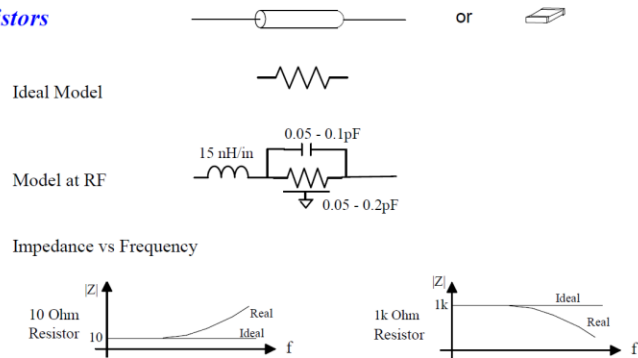 istors
or
Ideal Model
0.05 - 0.1pF
15 nH/in
Model at RF
0.05 - 0.2pF
Impedance vs Frequency
|Z|
10 Ohm
Resistor
10
Real
Ideal
f
|Z|
1k
1k Ohm
Resistor
Ideal
Real
f